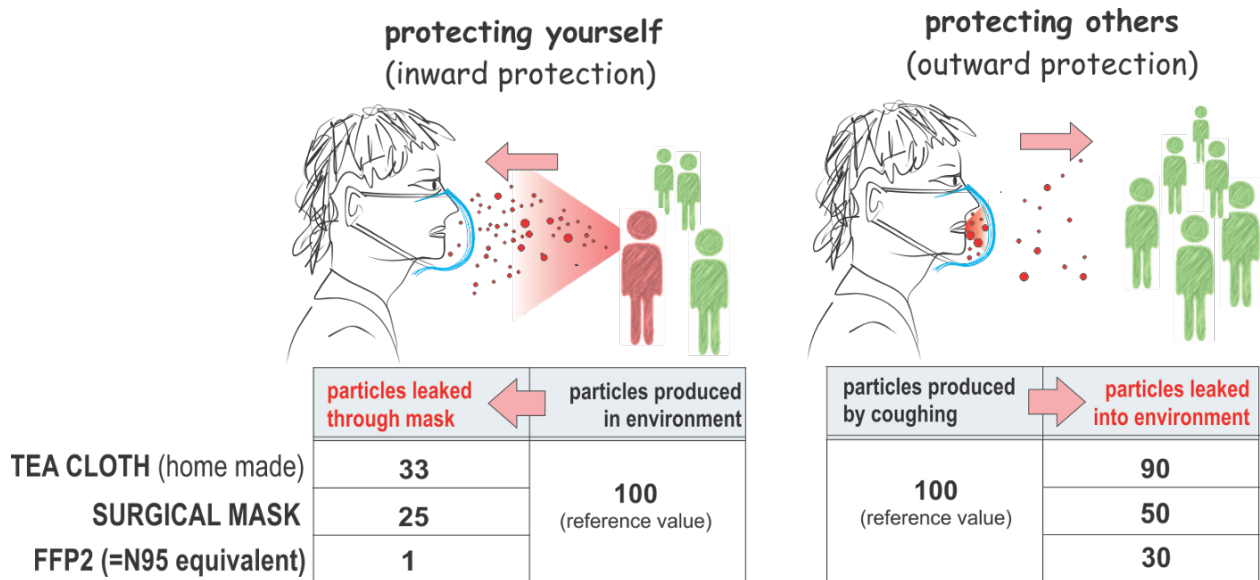 protecting yourself
(inward protection)
protecting others
(outward protection)
particles leaked
through mask
particles produced
in environment
particles produced
by coughing
particles leaked
into environment
TEA CLOTH (home made)
33
100
(reference value)
100
(reference value)
90
SURGICAL MASK
25
50
FFP2 (=N95 equivalent)
1
30